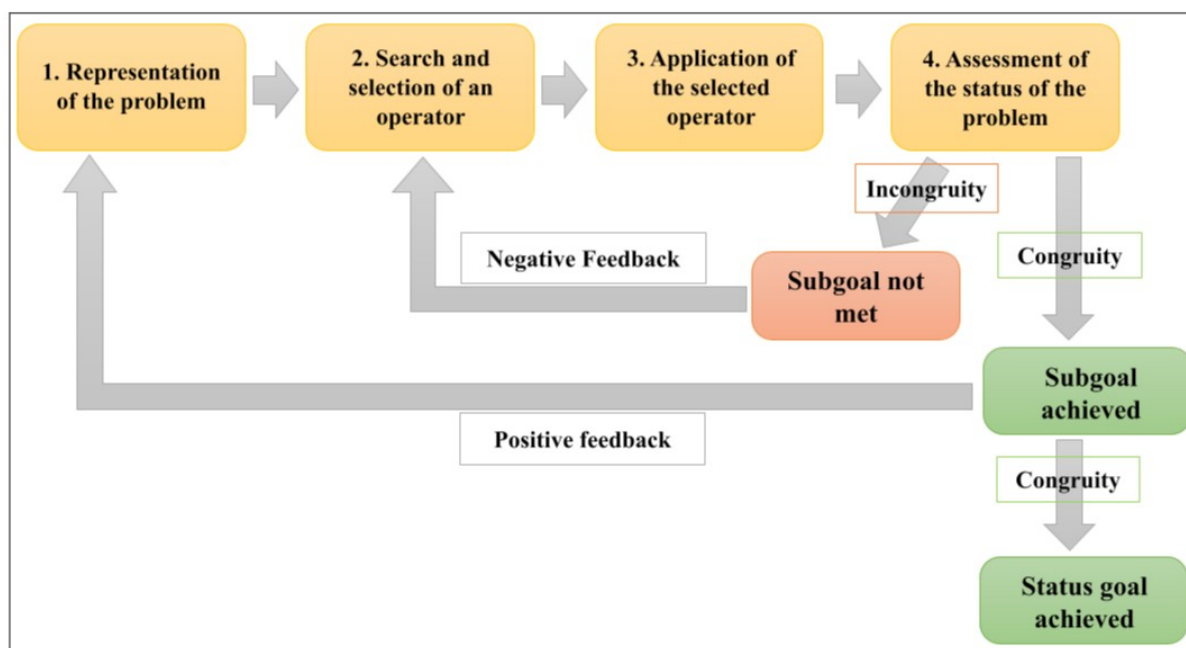 1. Representation
of the problem
2. Search and
selection of an
operator
3. Application of
the selected
operator
4. Assessment of
the status of the
problem
Incongruity
Negative Feedback
Congruity
Subgoal not
met
Subgoal
achieved
Positive feedback
Congruity
Status goal
achieved